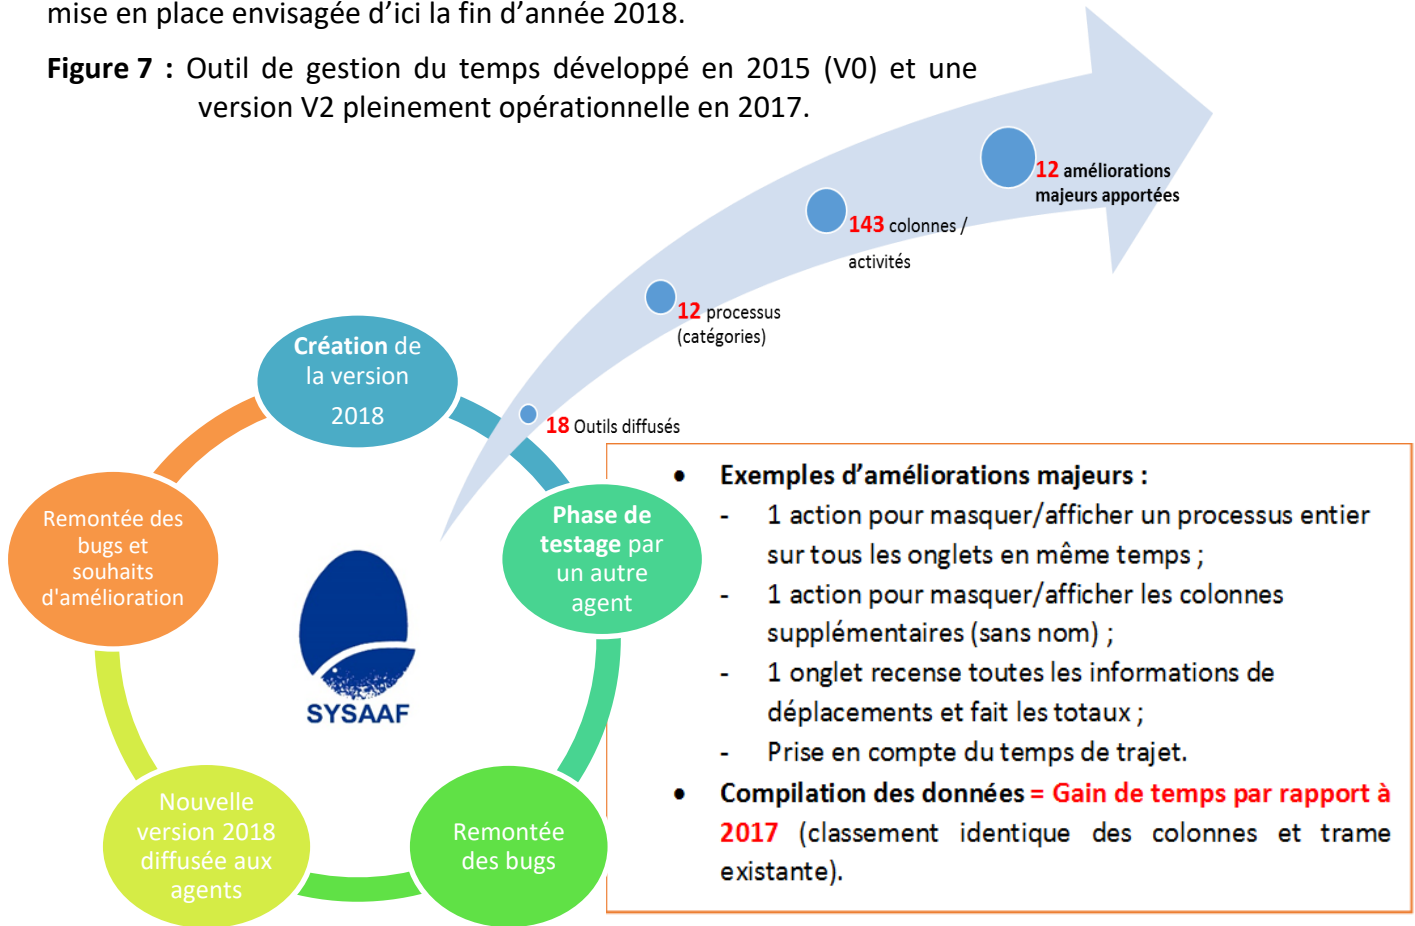 mise en place envisagée d’ici la fin d’année 2018.
Figure 7 : Outil de gestion du temps développé en 2015 (V0) et une
version V2 pleinement opérationnelle en 2017.
12 améliorations
majeurs apportées
143 colonnes /
activités
12 processus
(catégories)
18 Outils diffusés
Création de
la version
2018
Phase de
testage par
un autre
agent
Remontée
des bugs
Nouvelle
version 2018
diffusée aux
agents
Remontée des
bugs et
souhaits
d'amélioration
SYSAAF
• Exemples d’améliorations majeurs :
- 1 action pour masquer/afficher un processus entier
sur tous les onglets en même temps ;
- 1 action pour masquer/afficher les colonnes
supplémentaires (sans nom) ;
- 1 onglet recense toutes les informations de
déplacements et fait les totaux ;
- Prise en compte du temps de trajet.
• Compilation des données = Gain de temps par rapport à
2017 (classement identique des colonnes et trame
existante).